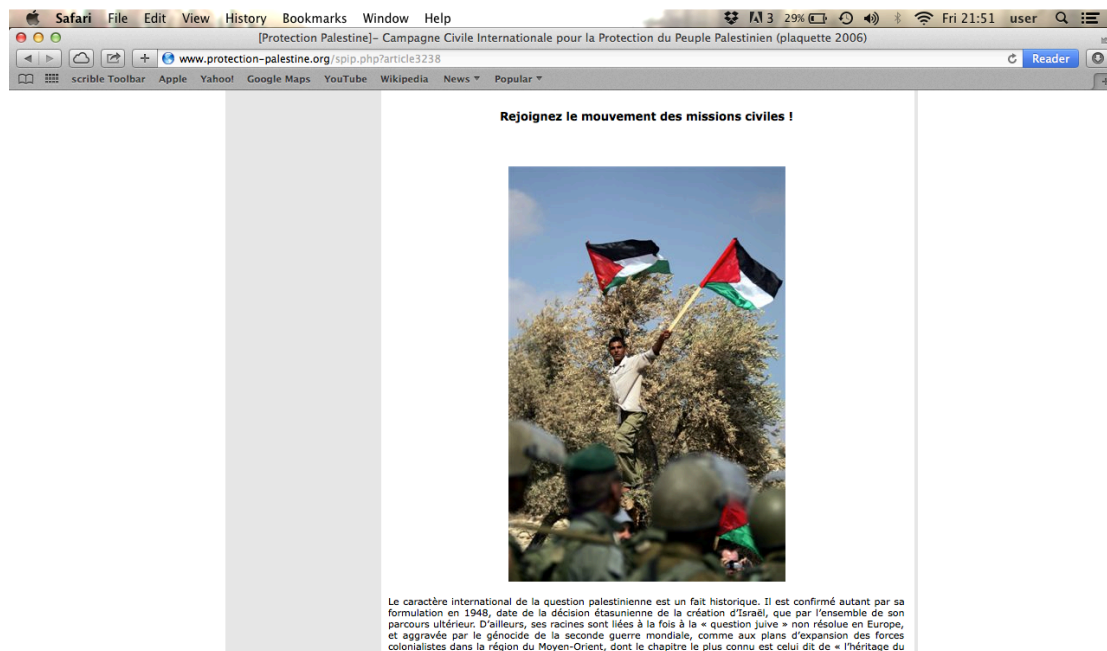 Safari File Edit View History Bookmarks Window Help 3 29% Fri 21:51 user
[Protection Palestine]- Campagne Civile Internationale pour la Protection du Peuple Palestinien (plaquette 2006)
www.protection-palestine.org/spip.php?article3238 Reader
scrible Toolbar Apple Yahoo! Google Maps YouTube Wikipedia News Popular
Rejoignez le mouvement des missions civiles !
Le caractère international de la question palestinienne est un fait historique. Il est confirmé autant par sa
formulation en 1948, date de la décision étasunienne de la création d'Israël, que par l'ensemble de son
parcours ultérieur. D'ailleurs, ses racines sont liées à la fois à la « question juive » non résolue en Europe,
et aggravée par le génocide de la seconde guerre mondiale, comme aux plans d'expansion des forces
colonialistes dans la région du Moyen-Orient, dont le chapitre le plus connu est celui dit de « l'héritage du